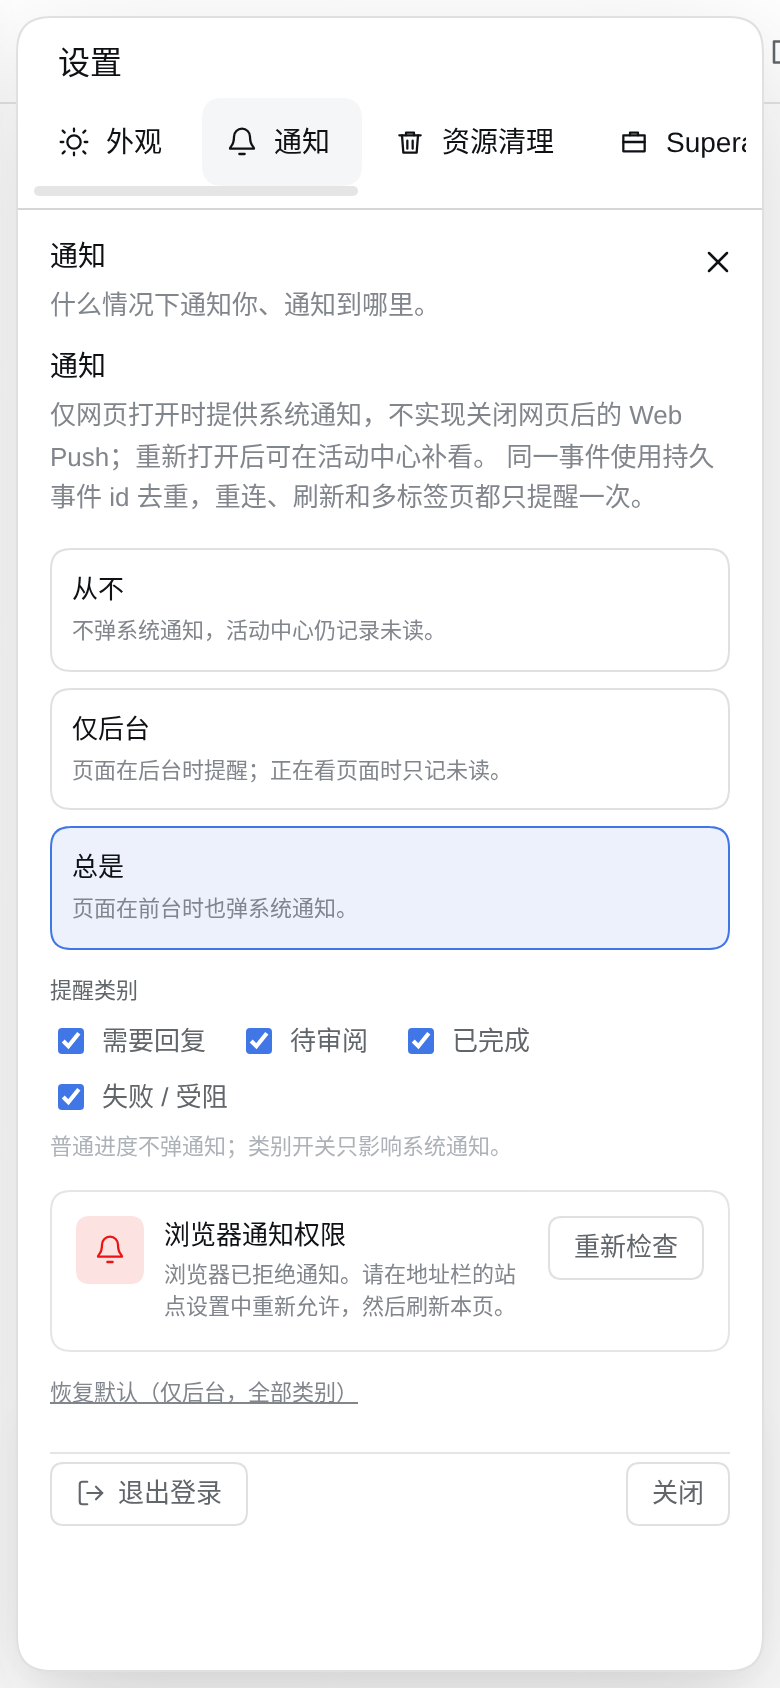 设置
外观
通知
资源清理
Supera
通知
什么情况下通知你、通知到哪里。
通知
仅网页打开时提供系统通知，不实现关闭网页后的 Web
Push；重新打开后可在活动中心补看。 同一事件使用持久
事件 id 去重，重连、刷新和多标签页都只提醒一次。
从不
不弹系统通知，活动中心仍记录未读。
仅后台
页面在后台时提醒；正在看页面时只记未读。
总是
页面在前台时也弹系统通知。
提醒类别
需要回复
待审阅
已完成
失败 / 受阻
普通进度不弹通知；类别开关只影响系统通知。
浏览器通知权限
浏览器已拒绝通知。请在地址栏的站
点设置中重新允许，然后刷新本页。
重新检查
恢复默认（仅后台，全部类别）
退出登录
关闭